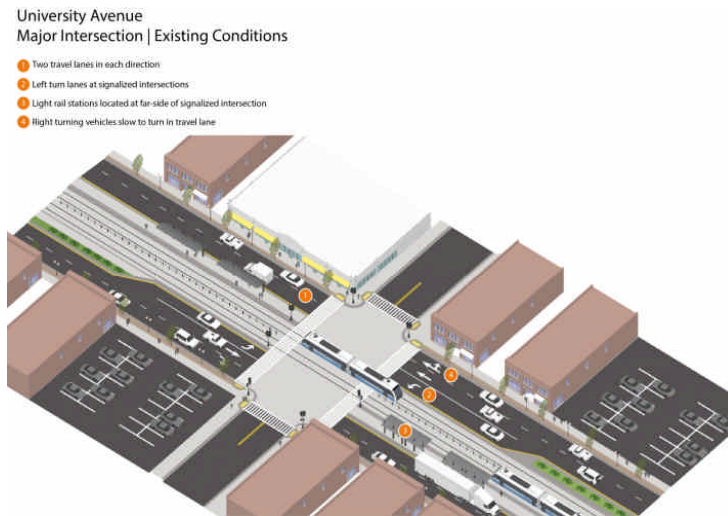 University Avenue
Major Intersection | Existing Conditions
1 Two travel lanes in each direction
2 Left turn lanes at signalized intersections
3 Light rail stations located at far-side of signalized intersection
4 Right turning vehicles slow to turn in travel lane
1
4
2
3